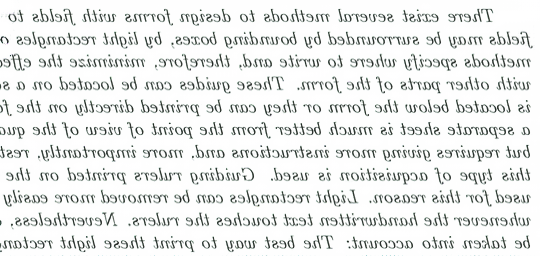 There exist several methods to design forms with fields to
fields may be surrounded by bounding boxes, by light rectangles o
methods specify where to write and, therefore, minimize the effe
with other parts of the form. These guides can be located on a se
is located below the form or they can be printed directly on the f
a separate sheet is much better from the point of view of the qua
but requires giving more instructions and, more importantly, rest
this type of acquisition is used. Guiding rulers printed on the
used for this reason. Light rectangles can be removed more easily
whenever the handwritten text touches the rulers. Nevertheless,
be taken into account: The best way to print these light rectang